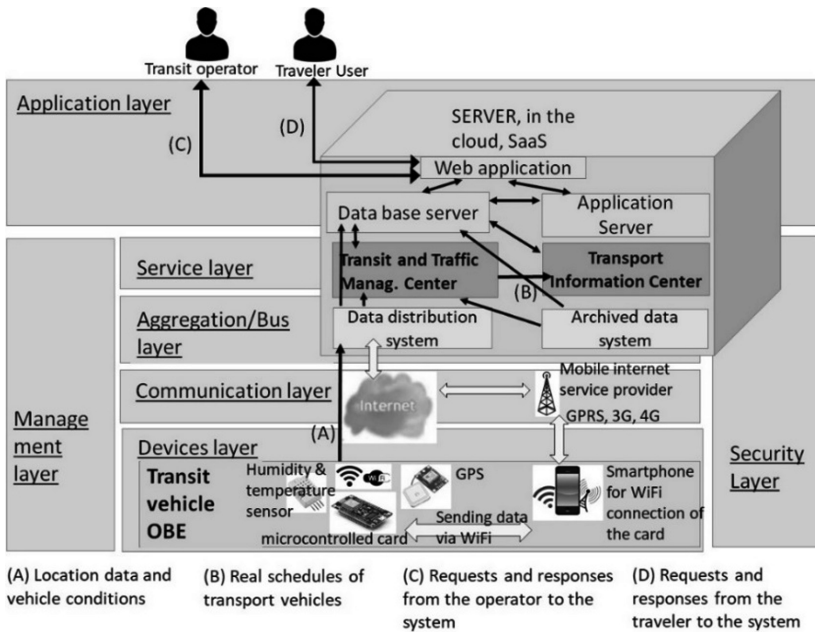 Transit operator
Traveler User
Application layer
(C)
(D)
SERVER, in the
cloud, SaaS
Web application
Data base server
Application
Server
Service layer
Transit and Traffic
Manag. Center
(B)
Transport
Information Center
Aggregation/Bus
layer
Data distribution
system
Archived data
system
Communication layer
Internet
Mobile internet
service provider
GPRS, 3G, 4G
Manage
ment
layer
Security
Layer
(A)
Devices layer
Transit
vehicle
OBE
Humidity &
temperature
sensor
WiFi
GPS
microcontrolled card
Sending data
via WiFi
Smartphone
for WiFi
connection of
the card
(A) Location data and
vehicle conditions
(B) Real schedules of
transport vehicles
(C) Requests and responses
from the operator to the
system
(D) Requests and
responses from the
traveler to the system